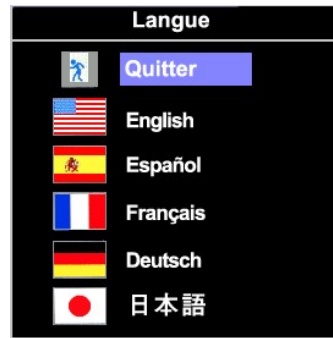 Langue
Quitter
English
Español
Français
Deutsch
日本語